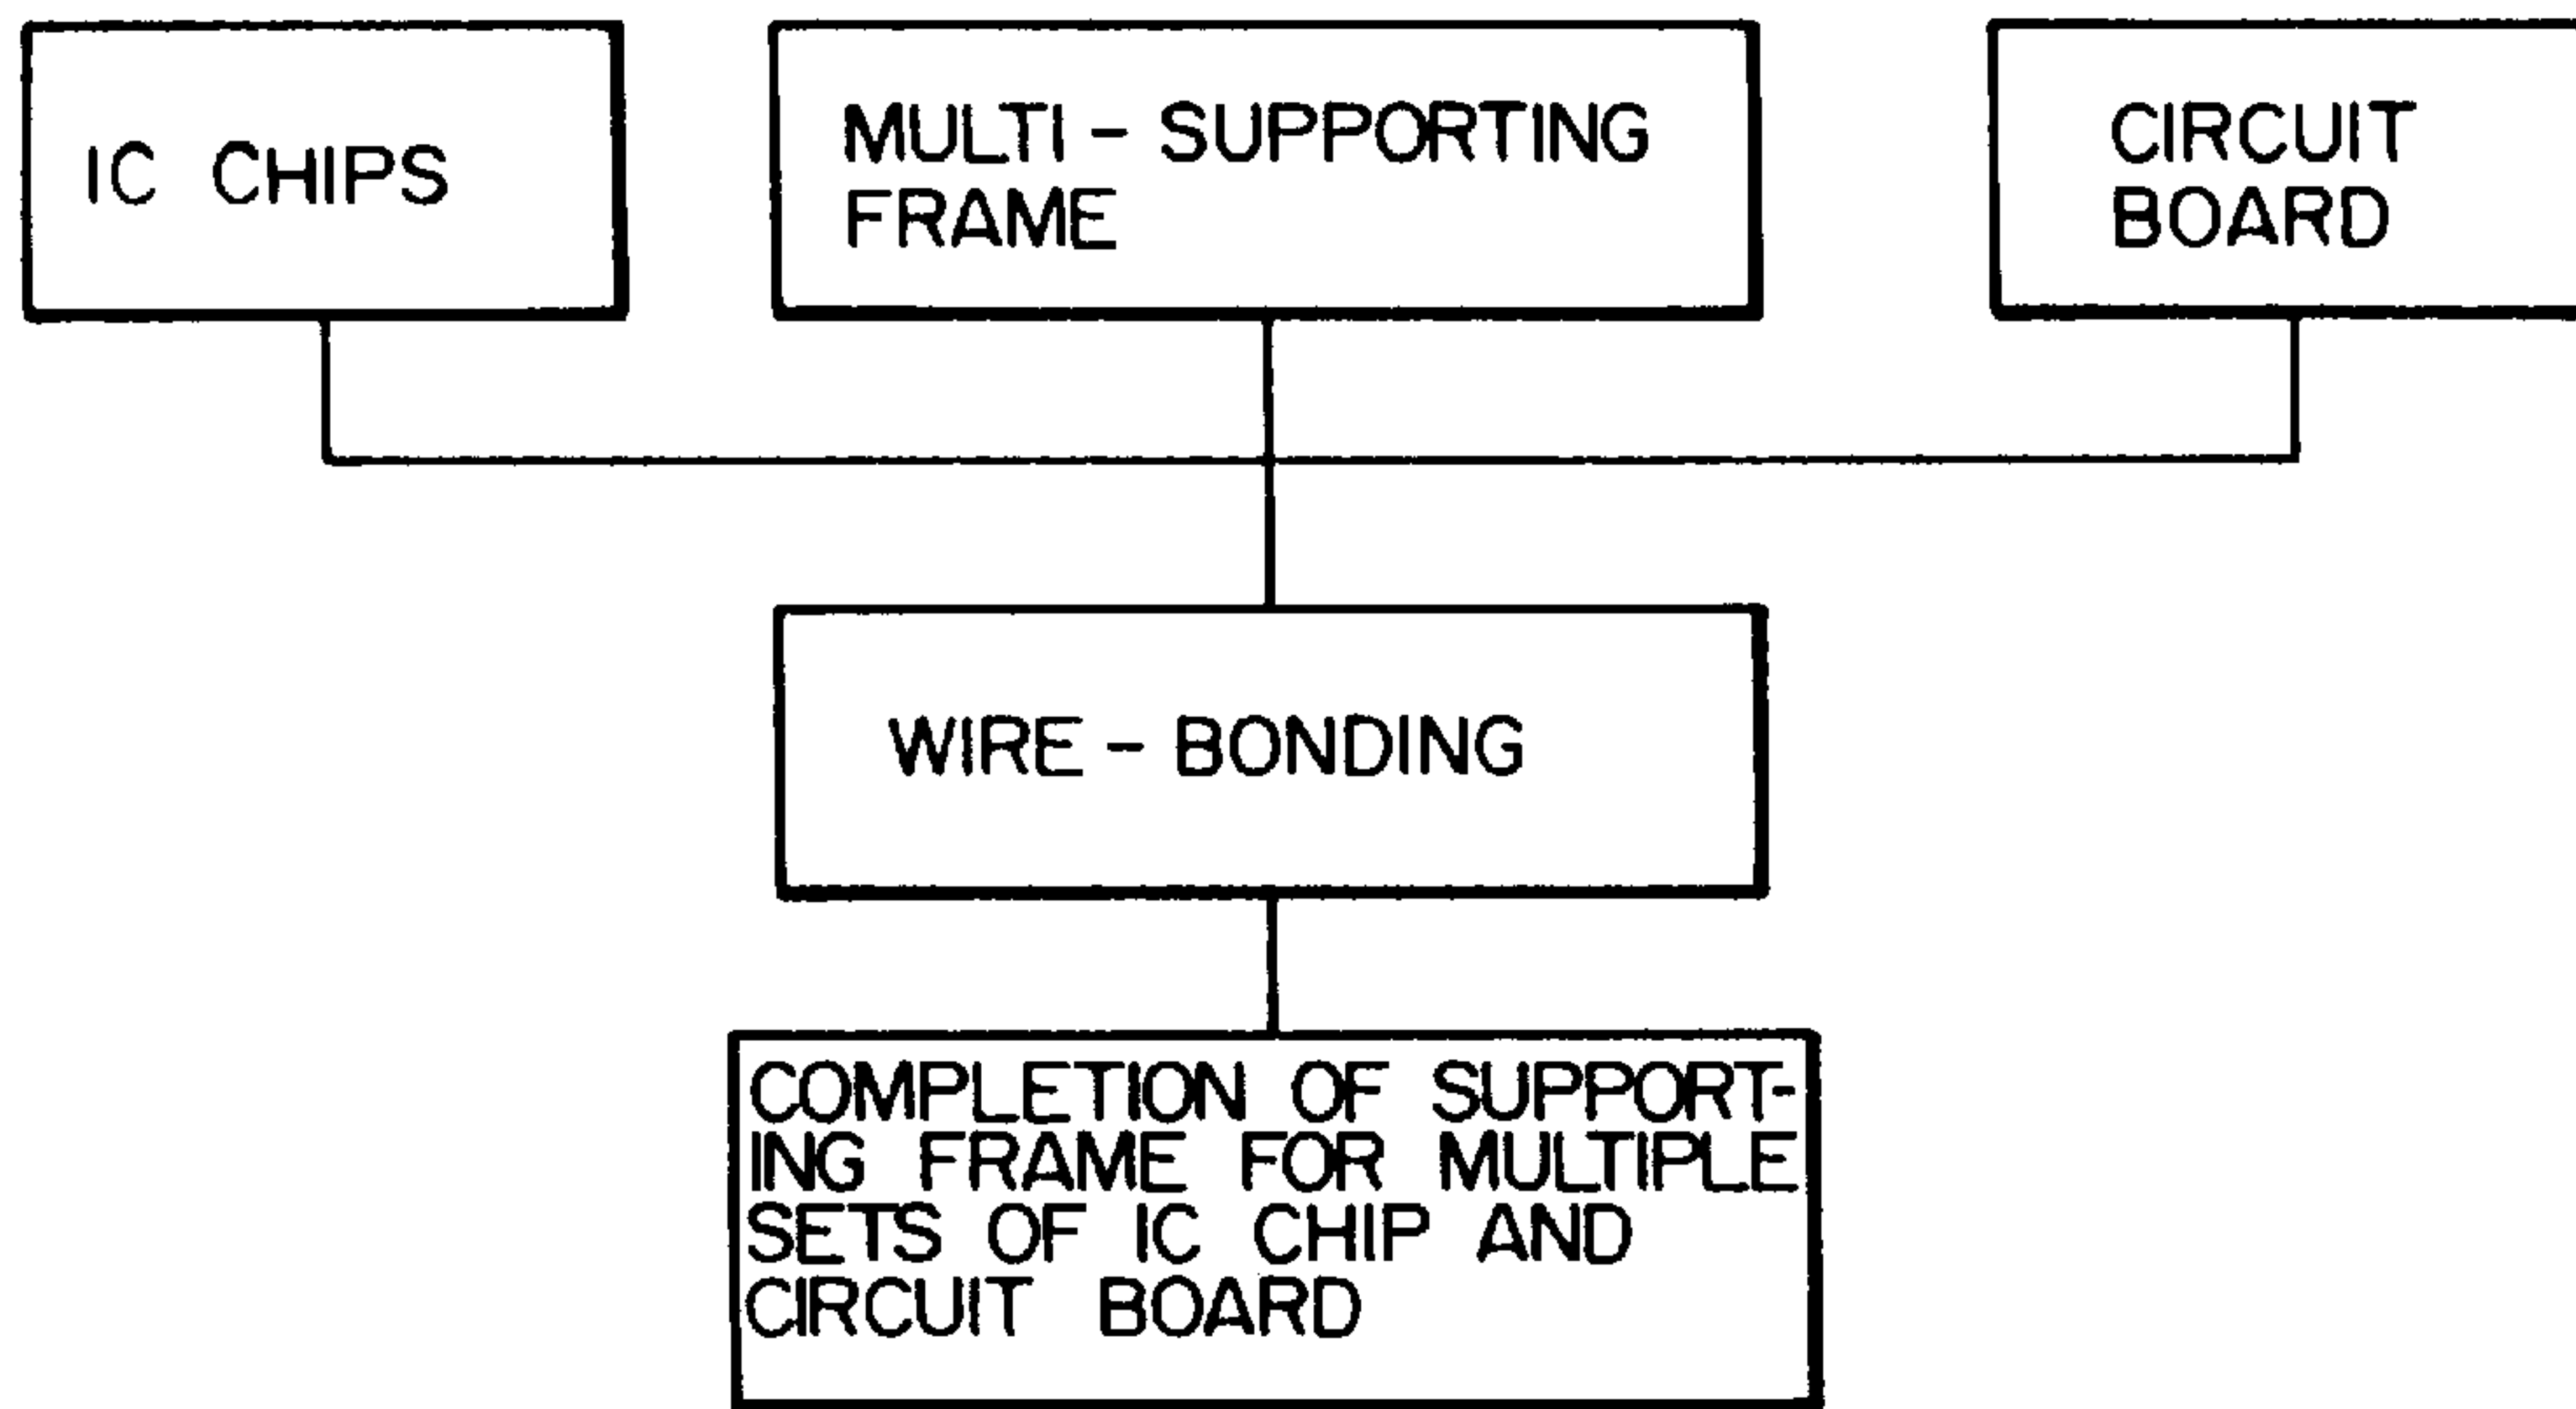 IC CHIPS
MULTI - SUPPORTING
FRAME
CIRCUIT
BOARD
WIRE - BONDING
COMPLETION OF SUPPORT-
ING FRAME FOR MULTIPLE
SETS OF IC CHIP AND
CIRCUIT BOARD